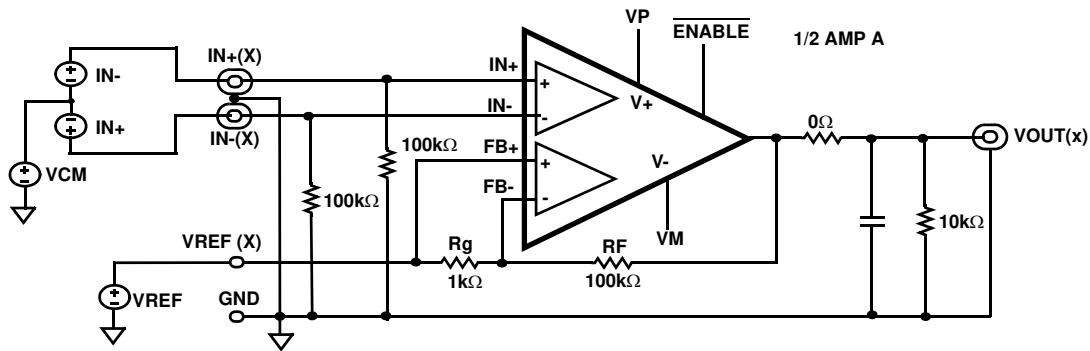 VP
ENABLE
1/2 AMP A
IN+(X)
IN+
IN-
+
V+
IN-
-
IN+
0Ω
IN-(X)
VOUT(x)
100kΩ
FB+
+
V-
VCM
FB-
-
100kΩ
10kΩ
VM
VREF (X)
Rg
RF
1kΩ
100kΩ
VREF
GND